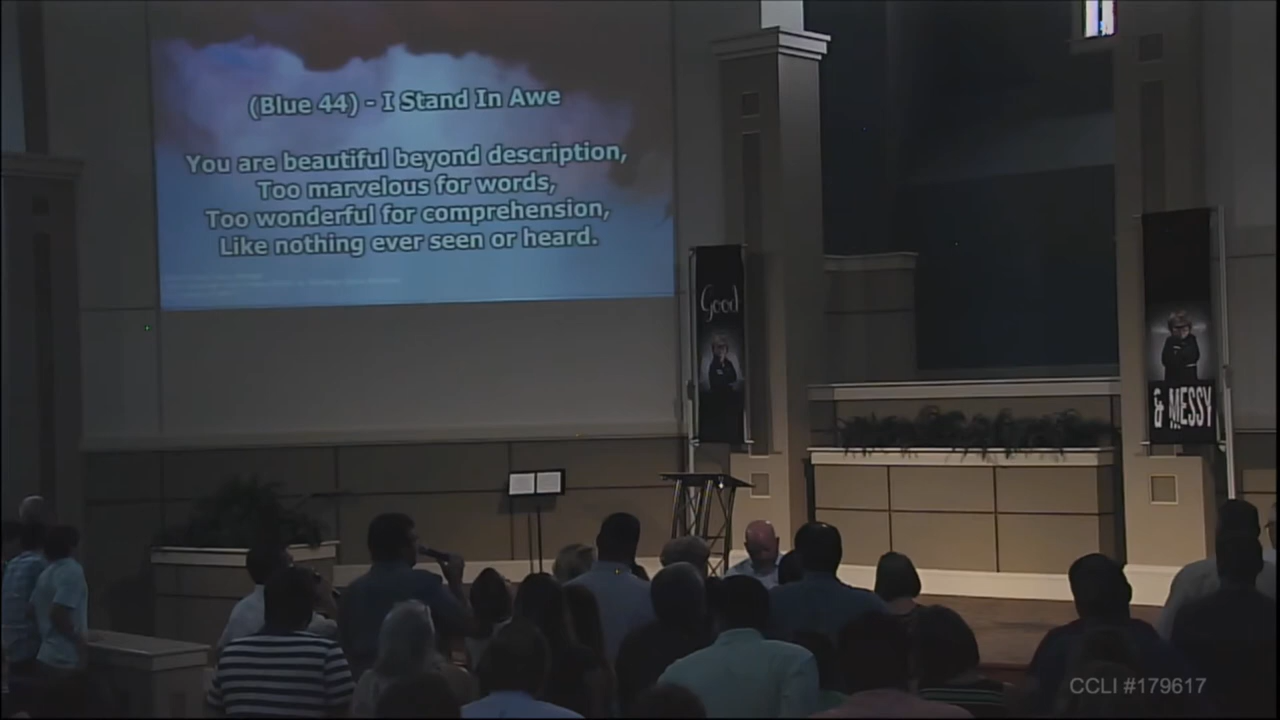 (Blue 44) - I Stand In Awe
You are beautiful beyond description,
Too marvelous for words,
Too wonderful for comprehension,
Like nothing ever seen or heard.
Good
& MESSY
CCLI #179617